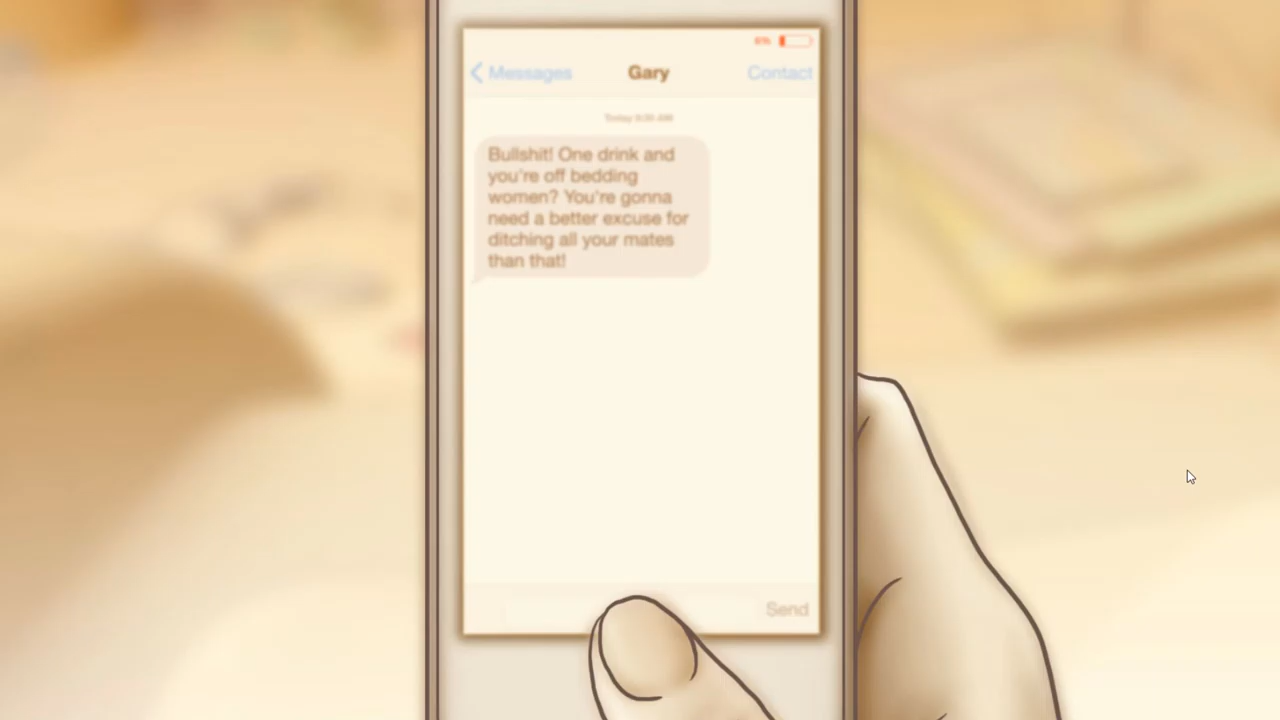 6%
Messages Gary Contact
Bullshit! One drink and
you're off bedding
women? You're gonna
need a better excuse for
ditching all your mates
than that!
Send